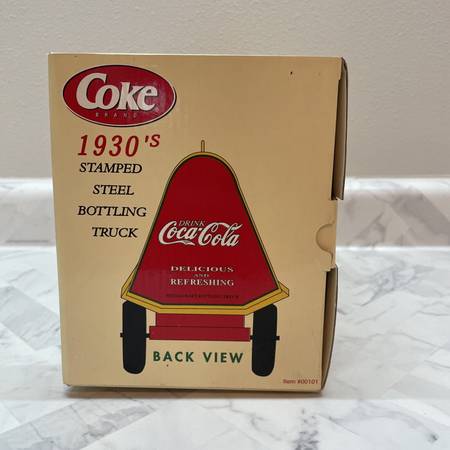 Coke
BRAND
1930's
STAMPED
STEEL
BOTTLING
TRUCK
DRINK
Coca-Cola
DELICIOUS
AND
REFRESHING
BACK VIEW
Item #00101